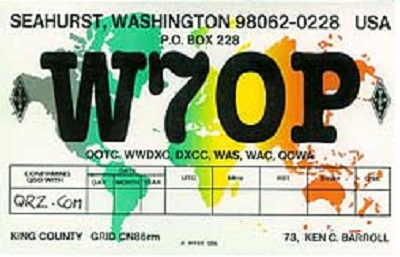 SEAHURST, WASHINGTON 98062-0228 USA
P.O. BOX 228
W7OP
OOTC, WWDXC, DXCC, WAS, WAC, QCWA
CONFIRMING QSO WITH DATE
DAY MONTH YEAR UTC MHz RST
QRZ.com
KING COUNTY GRID CN86rm 73, KEN C. BARROLL